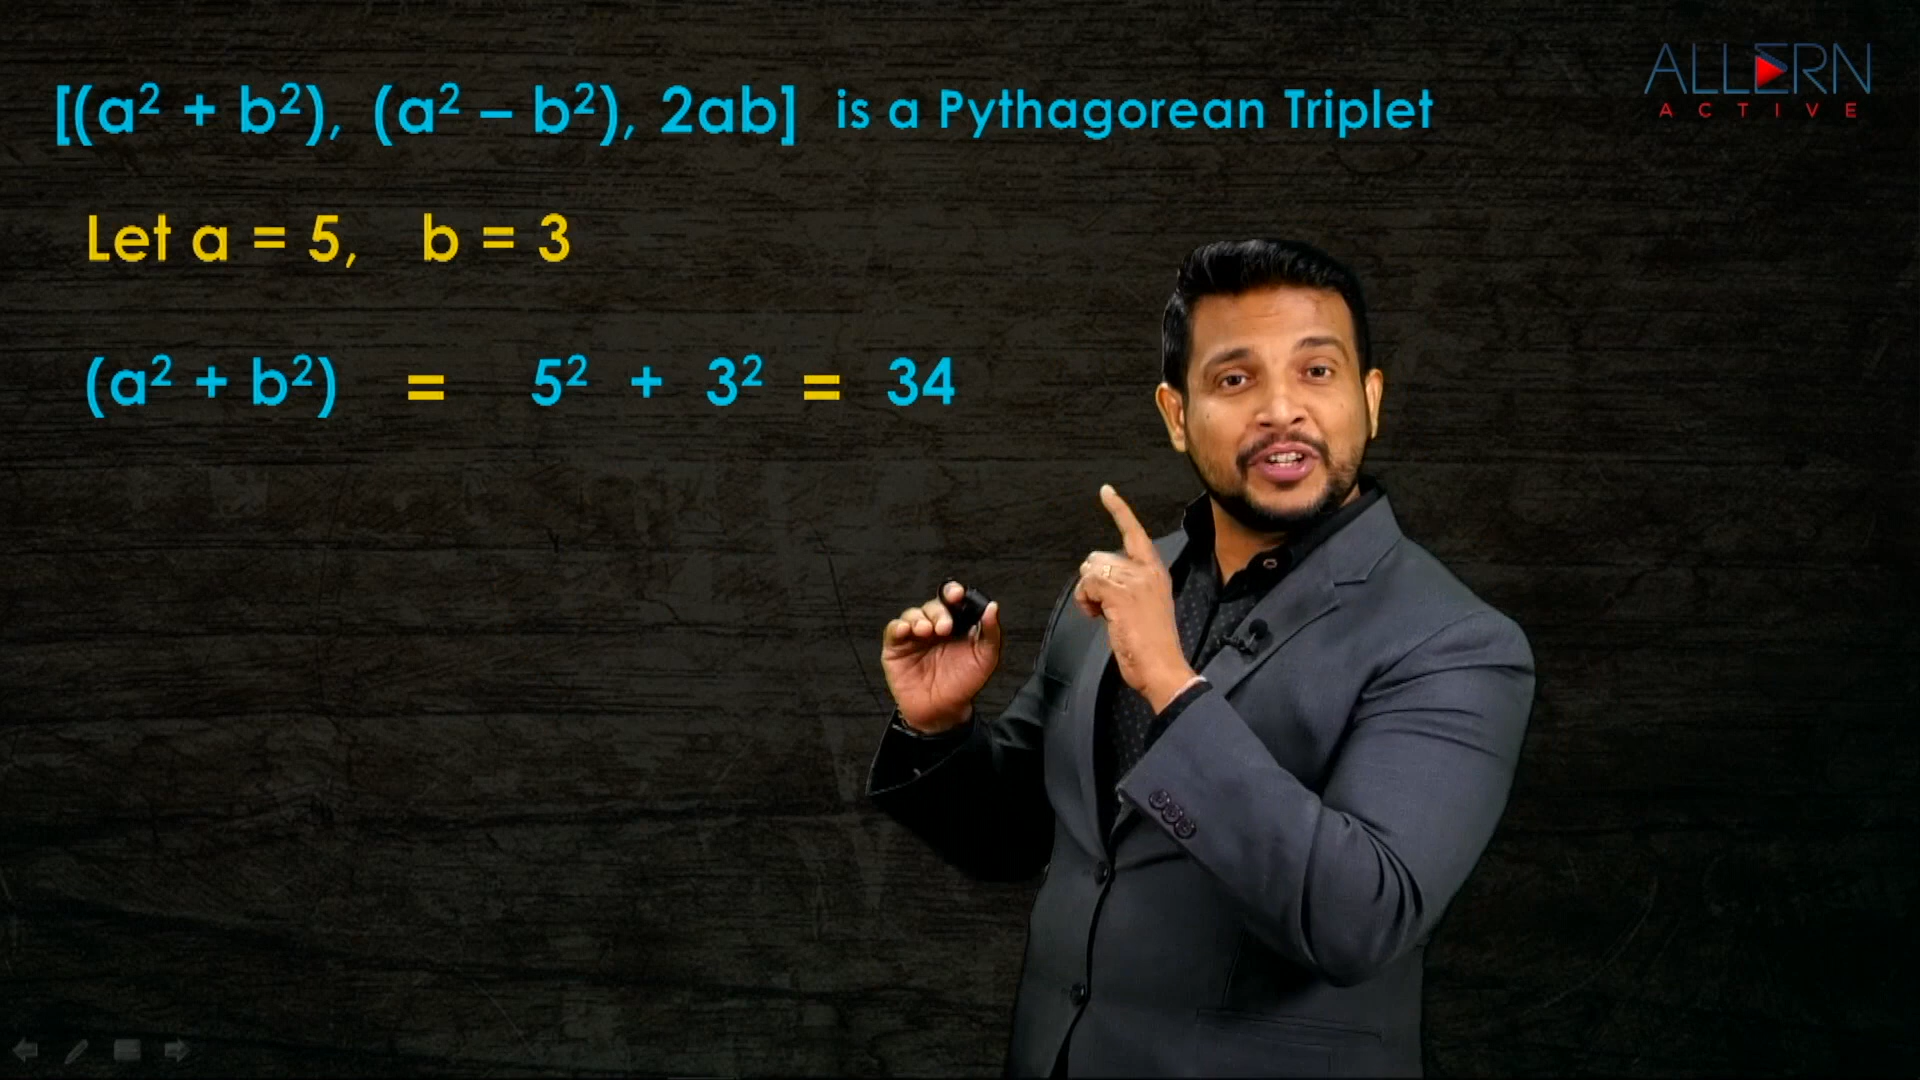 ALLERN
ACTIVE
[(a² + b²), (a² – b²), 2ab] is a Pythagorean Triplet
Let a = 5, b = 3
(a² + b²) = 5² + 3² = 34